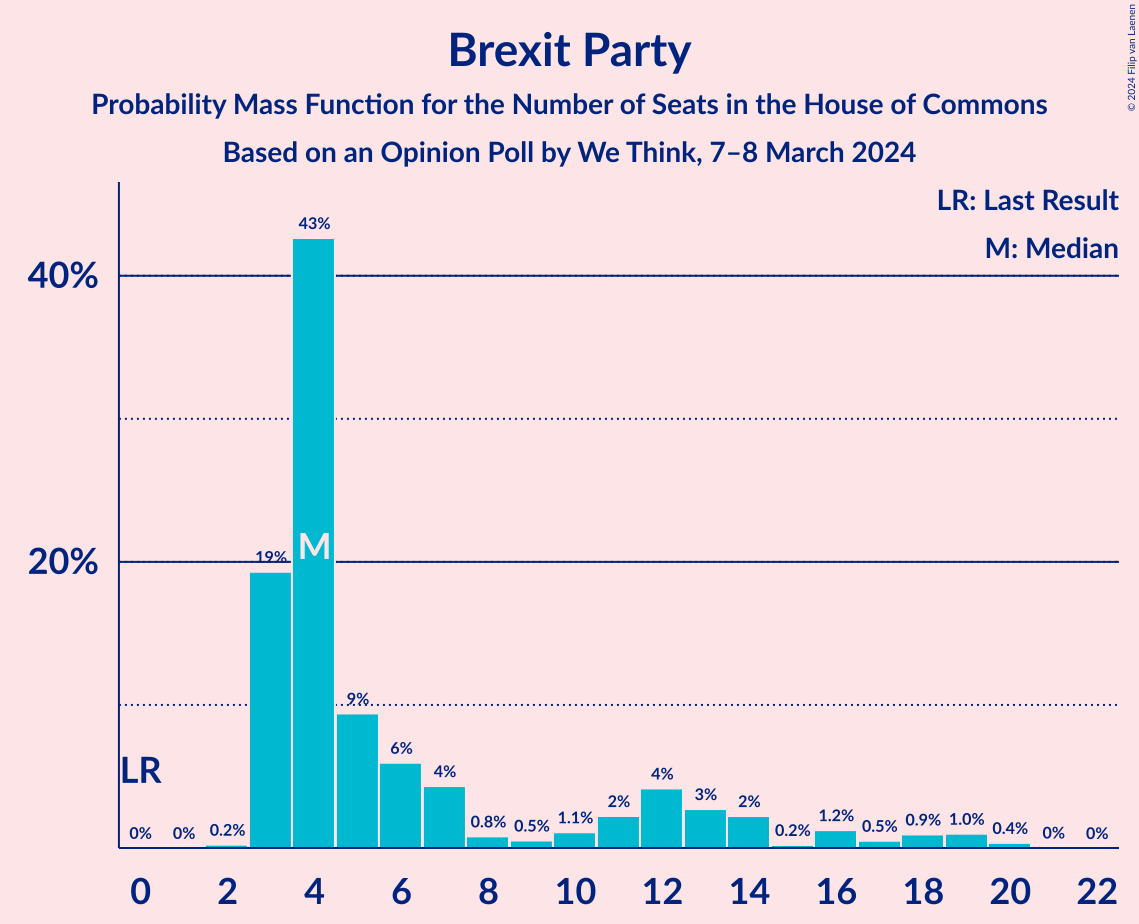 Brexit Party
Probability Mass Function for the Number of Seats in the House of Commons
Based on an Opinion Poll by We Think, 7–8 March 2024
© 2024 Filip van Laenen
LR: Last Result
M: Median
40%
20%
LR
M
0%
0%
0.2%
19%
43%
9%
6%
4%
0.8%
0.5%
1.1%
2%
4%
3%
2%
0.2%
1.2%
0.5%
0.9%
1.0%
0.4%
0%
0%
0 2 4 6 8 10 12 14 16 18 20 22